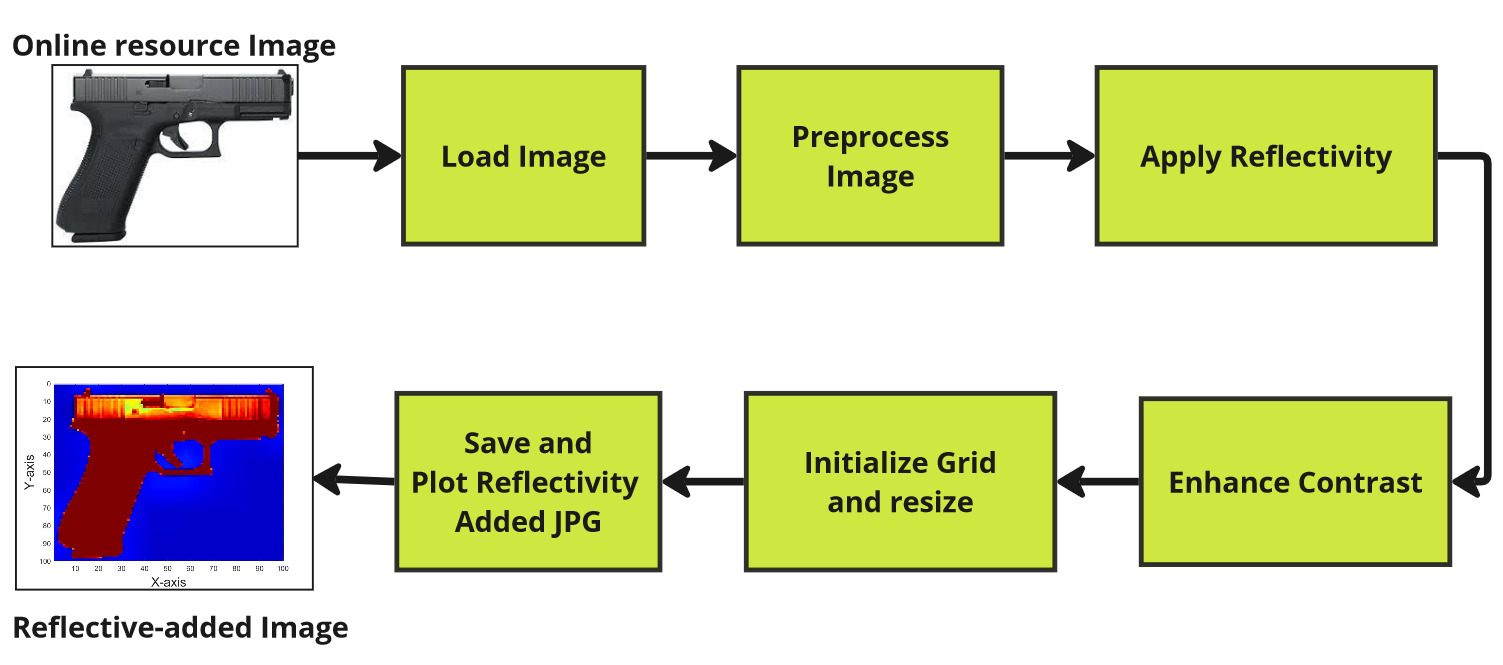 Online resource Image
Load Image
Preprocess
Image
Apply Reflectivity
Enhance Contrast
Initialize Grid
and resize
Save and
Plot Reflectivity
Added JPG
0
10
20
30
40
50
60
70
80
90
100
Y-axis
10 20 30 40 50 60 70 80 90 100
X-axis
Reflective-added Image